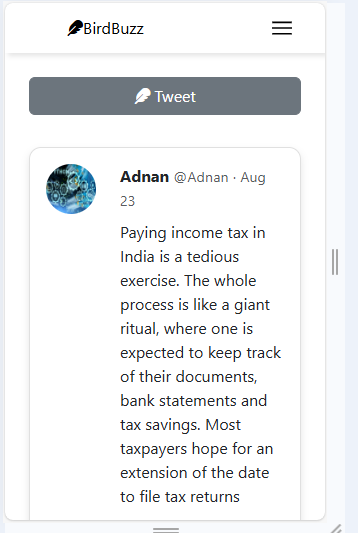 BirdBuzz
Tweet
Adnan @Adnan · Aug
23
Paying income tax in
India is a tedious
exercise. The whole
process is like a giant
ritual, where one is
expected to keep track
of their documents,
bank statements and
tax savings. Most
taxpayers hope for an
extension of the date
to file tax returns